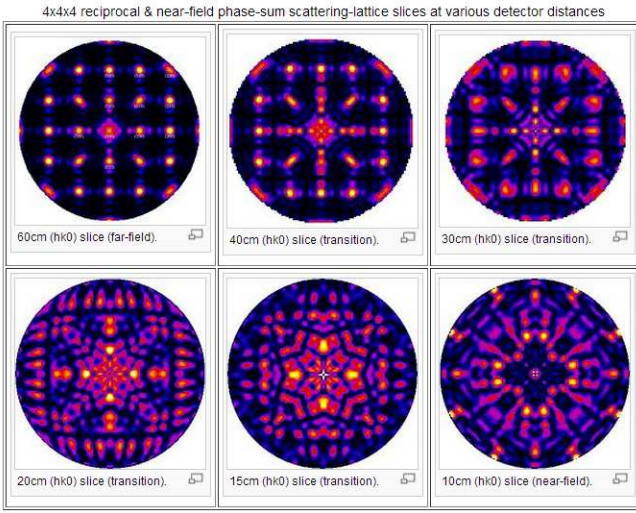 4x4x4 reciprocal & near-field phase-sum scattering-lattice slices at various detector distances
60cm (hk0) slice (far-field).
40cm (hk0) slice (transition).
30cm (hk0) slice (transition).
20cm (hk0) slice (transition).
15cm (hk0) slice (transition).
10cm (hk0) slice (near-field).